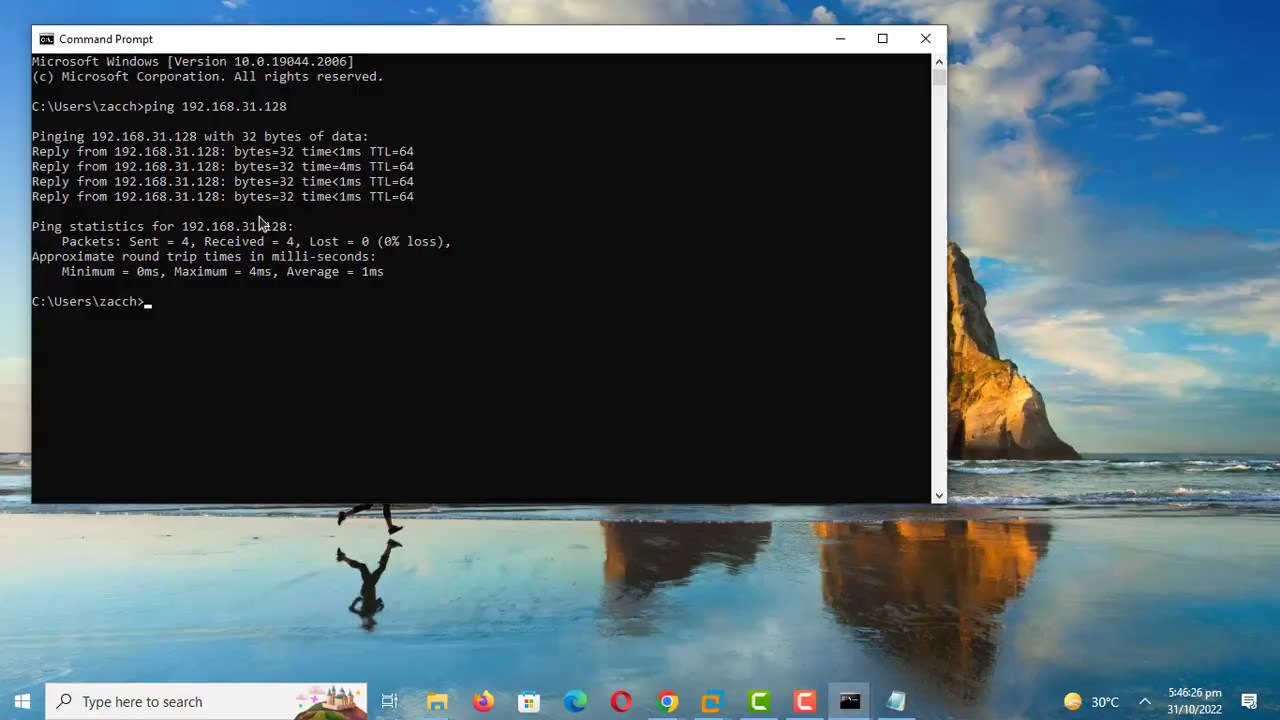 Command Prompt
Microsoft Windows [Version 10.0.19044.2006]
(c) Microsoft Corporation. All rights reserved.
C:\Users\zacch>ping 192.168.31.128
Pinging 192.168.31.128 with 32 bytes of data:
Reply from 192.168.31.128: bytes=32 time<1ms TTL=64
Reply from 192.168.31.128: bytes=32 time=4ms TTL=64
Reply from 192.168.31.128: bytes=32 time<1ms TTL=64
Reply from 192.168.31.128: bytes=32 time<1ms TTL=64
Ping statistics for 192.168.31.128:
    Packets: Sent = 4, Received = 4, Lost = 0 (0% loss),
Approximate round trip times in milli-seconds:
    Minimum = 0ms, Maximum = 4ms, Average = 1ms
C:\Users\zacch>
Type here to search
30°C
5:46:26 pm
31/10/2022